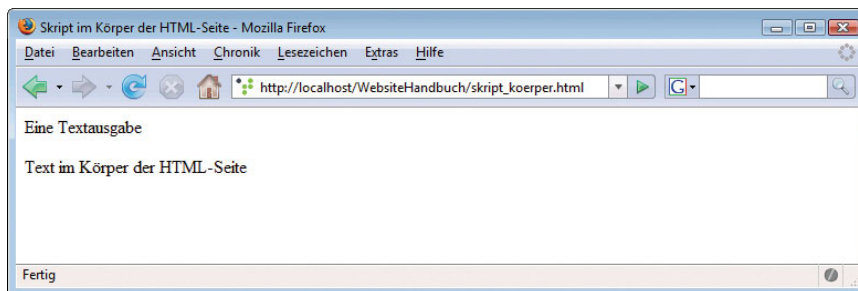 Skript im Körper der HTML-Seite - Mozilla Firefox
Datei Bearbeiten Ansicht Chronik Lesezeichen Extras Hilfe
http://localhost/WebsiteHandbuch/skript_koerper.html G
Eine Textausgabe
Text im Körper der HTML-Seite
Fertig